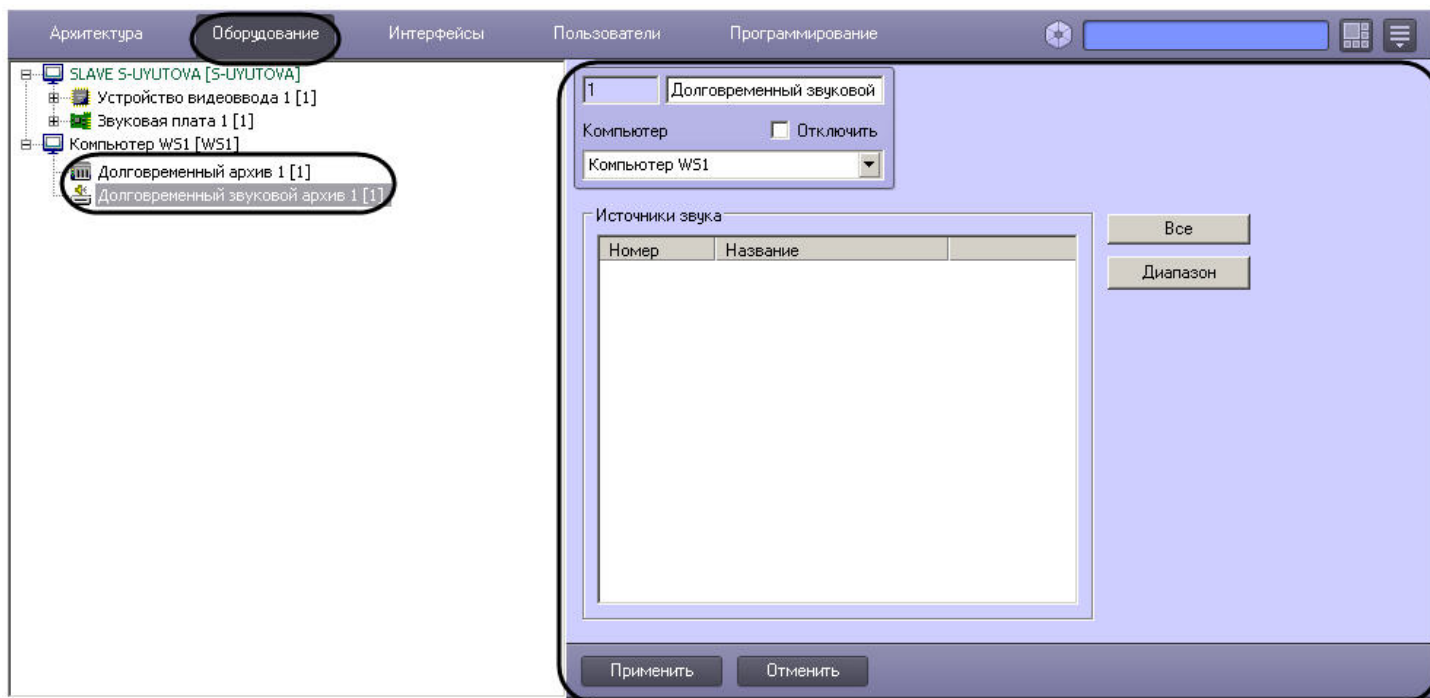 Архитектура Оборудование Интерфейсы Пользователи Программирование
SLAVE S-UYUTOVA [S-UYUTOVA]
Устройство видеоввода 1 [1]
Звуковая плата 1 [1]
Компьютер WS1 [WS1]
Долговременный архив 1 [1]
Долговременный звуковой архив 1 [1]
1 Долговременный звуковой
Компьютер Отключить
Компьютер WS1
Источники звука
Номер Название
Все
Диапазон
Применить Отменить